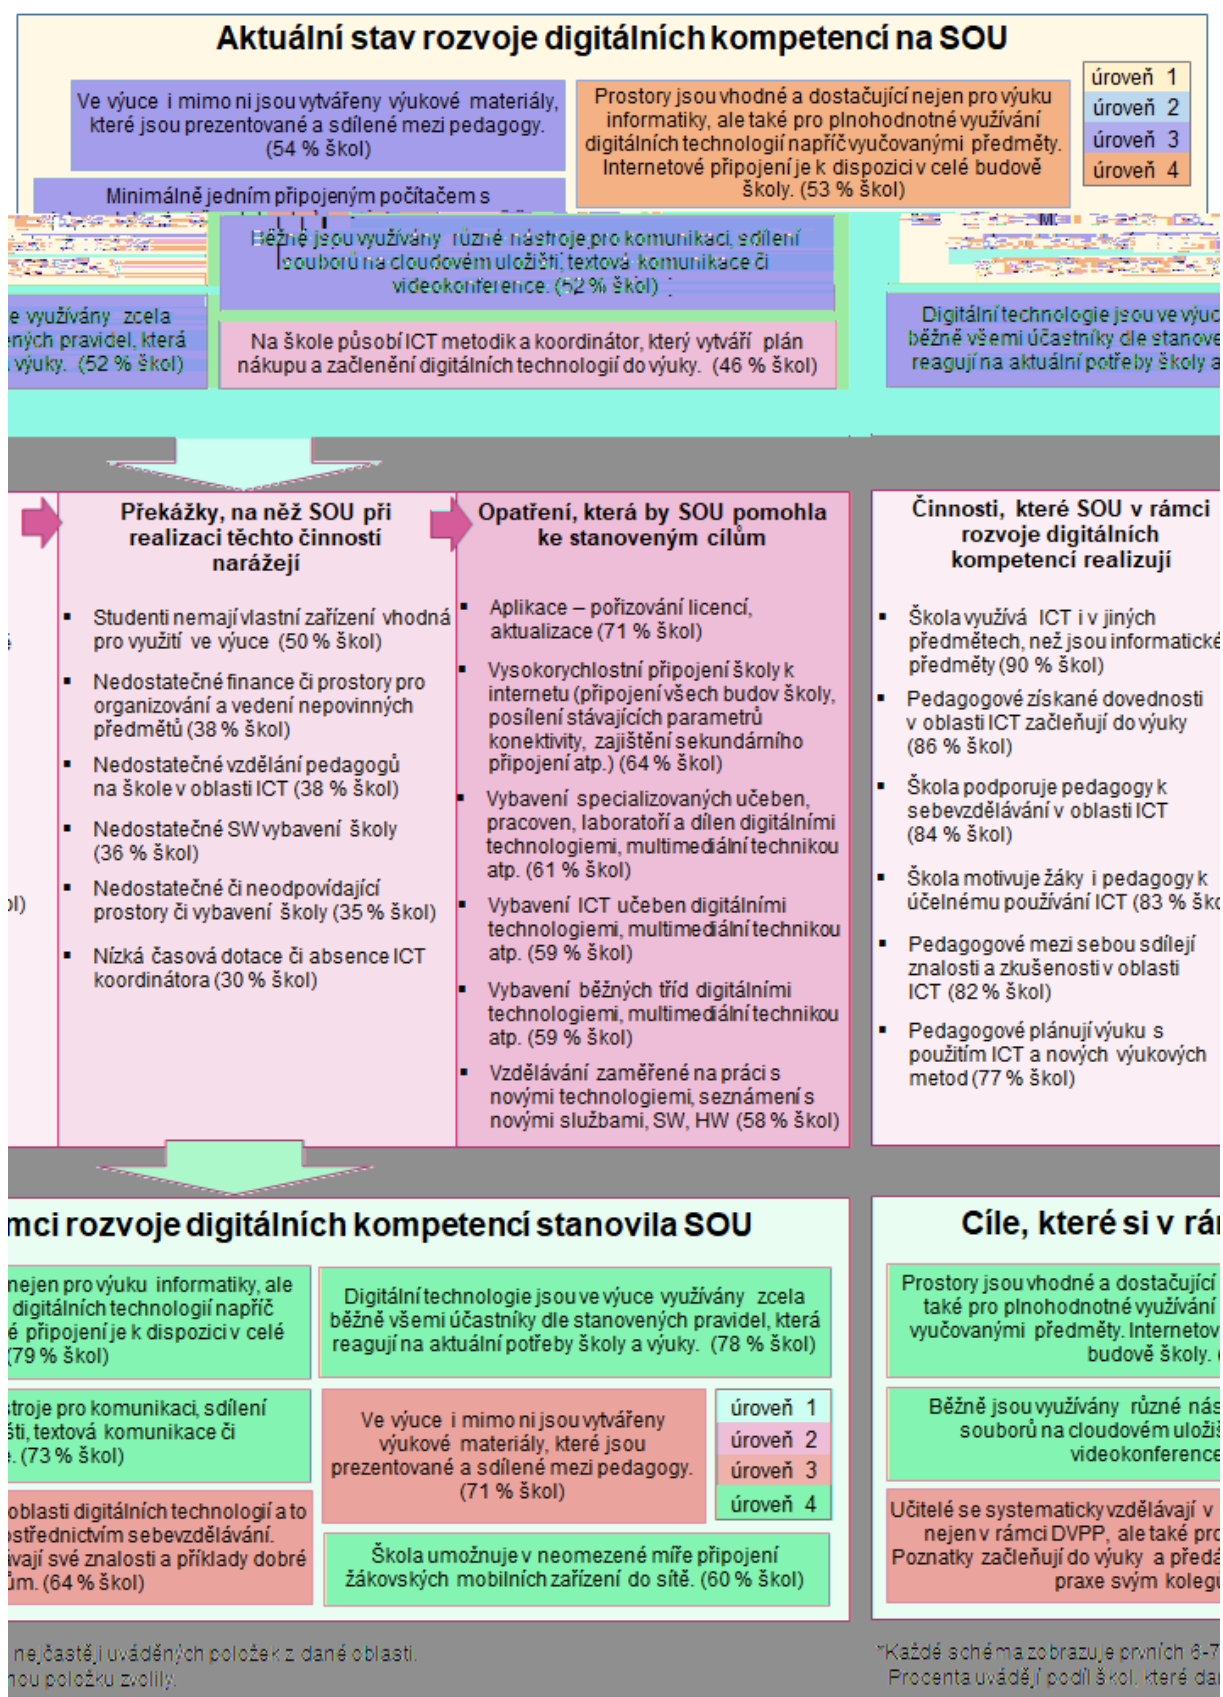 Aktuální stav rozvoje digitálních kompetencí na SOU
Ve výuce i mimo ni jsou vytvářeny výukové materiály,
které jsou prezentované a sdílené mezi pedagogy.
(54 % škol)
Prostory jsou vhodné a dostačující nejen pro výuku
informatiky, ale také pro plnohodnotné využívání
digitálních technologií napříč vyučovanými předměty.
Internetové připojení je k dispozici v celé budově
školy. (53 % škol)
úroveň 1
úroveň 2
úroveň 3
úroveň 4
Minimálně jedním připojeným počítačem s
Běžně jsou využívány různé nástroje pro komunikaci, sdílení
souborů na cloudovém uložišti, textová komunikace či
videokonference. (52 % škol)
e využívány zcela
ených pravidel, která
výuky. (52 % škol)
Na škole působí ICT metodik a koordinátor, který vytváří plán
nákupu a začlenění digitálních technologií do výuky. (46 % škol)
Digitální technologie jsou ve výuc
běžně všemi účastníky dle stanove
reagují na aktuální potřeby školy a
Překážky, na něž SOU při
realizaci těchto činností
narážejí
▪ Studenti nemají vlastní zařízení vhodná
pro využití ve výuce (50 % škol)
▪ Nedostatečné finance či prostory pro
organizování a vedení nepovinných
předmětů (38 % škol)
▪ Nedostatečné vzdělání pedagogů
na škole v oblasti ICT (38 % škol)
▪ Nedostatečné SW vybavení školy
(36 % škol)
▪ Nedostatečné či neodpovídající
prostory či vybavení školy (35 % škol)
▪ Nízká časová dotace či absence ICT
koordinátora (30 % škol)
ol)
Opatření, která by SOU pomohla
ke stanoveným cílům
▪ Aplikace – pořizování licencí,
aktualizace (71 % škol)
▪ Vysokorychlostní připojení školy k
internetu (připojení všech budov školy,
posílení stávajících parametrů
konektivity, zajištění sekundárního
připojení atp.) (64 % škol)
▪ Vybavení specializovaných učeben,
pracoven, laboratoří a dílen digitálními
technologiemi, multimediální technikou
atp. (61 % škol)
▪ Vybavení ICT učeben digitálními
technologiemi, multimediální technikou
atp. (59 % škol)
▪ Vybavení běžných tříd digitálními
technologiemi, multimediální technikou
atp. (59 % škol)
▪ Vzdělávání zaměřené na práci s
novými technologiemi, seznámení s
novými službami, SW, HW (58 % škol)
Činnosti, které SOU v rámci
rozvoje digitálních
kompetencí realizují
▪ Škola využívá ICT i v jiných
předmětech, než jsou informatické
předměty (90 % škol)
▪ Pedagogové získané dovednosti
v oblasti ICT začleňují do výuky
(86 % škol)
▪ Škola podporuje pedagogy k
sebevzdělávání v oblasti ICT
(84 % škol)
▪ Škola motivuje žáky i pedagogy k
účelnému používání ICT (83 % ško
▪ Pedagogové mezi sebou sdílejí
znalosti a zkušenosti v oblasti
ICT (82 % škol)
▪ Pedagogové plánují výuku s
použitím ICT a nových výukových
metod (77 % škol)
mci rozvoje digitálních kompetencí stanovila SOU
nejen pro výuku informatiky, ale
digitálních technologií napříč
é připojení je k dispozici v celé
(79 % škol)
Digitální technologie jsou ve výuce využívány zcela
běžně všemi účastníky dle stanovených pravidel, která
reagují na aktuální potřeby školy a výuky. (78 % škol)
stroje pro komunikaci, sdílení
šti, textová komunikace či
. (73 % škol)
Ve výuce i mimo ni jsou vytvářeny
výukové materiály, které jsou
prezentované a sdílené mezi pedagogy.
(71 % škol)
úroveň 1
úroveň 2
úroveň 3
úroveň 4
oblasti digitálních technologií a to
ostřednictvím sebevzdělávání.
ávají své znalosti a příklady dobré
ům. (64 % škol)
Škola umožnuje v neomezené míře připojení
žákovských mobilních zařízení do sítě. (60 % škol)
Cíle, které si v rá
Prostory jsou vhodné a dostačující
také pro plnohodnotné využívání
vyučovanými předměty. Internetov
budově školy.
Běžně jsou využívány různé nás
souborů na cloudovém uložiš
videokonference
Učitelé se systematicky vzdělávají v
nejen v rámci DVPP, ale také pro
Poznatky začleňují do výuky a předá
praxe svým kolegu
nejčastěji uváděných položek z dané oblasti.
nou položku zvolily.
*Každé schéma zobrazuje prvních 6-7
Procenta uvádějí podíl škol, které dan